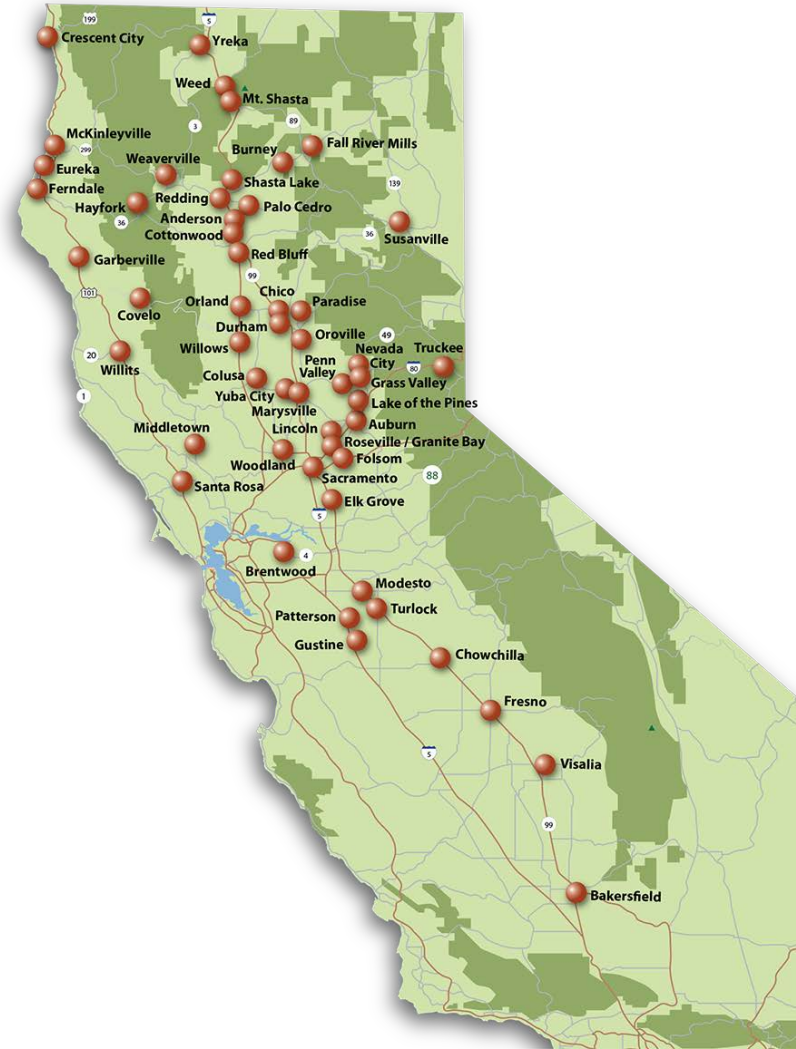 199
5
Crescent City
Yreka
Weed
Mt. Shasta
89
3
McKinleyville
299
Burney
Fall River Mills
Weaverville
Eureka
Shasta Lake
139
Ferndale
Redding
Hayfork
Palo Cedro
Anderson
36
Cottonwood
36
Susanville
Red Bluff
Garberville
99
101
Chico
Orland
Paradise
Covelo
Durham
Oroville
49
Willows
Nevada
City
Truckee
20
Penn
Valley
80
Willits
Colusa
Grass Valley
1
Yuba City
Marysville
Lake of the Pines
Middletown
Lincoln
Auburn
Roseville / Granite Bay
Woodland
Folsom
88
Sacramento
Santa Rosa
Elk Grove
5
4
Brentwood
Modesto
Turlock
Patterson
Gustine
Chowchilla
Fresno
5
Visalia
99
Bakersfield